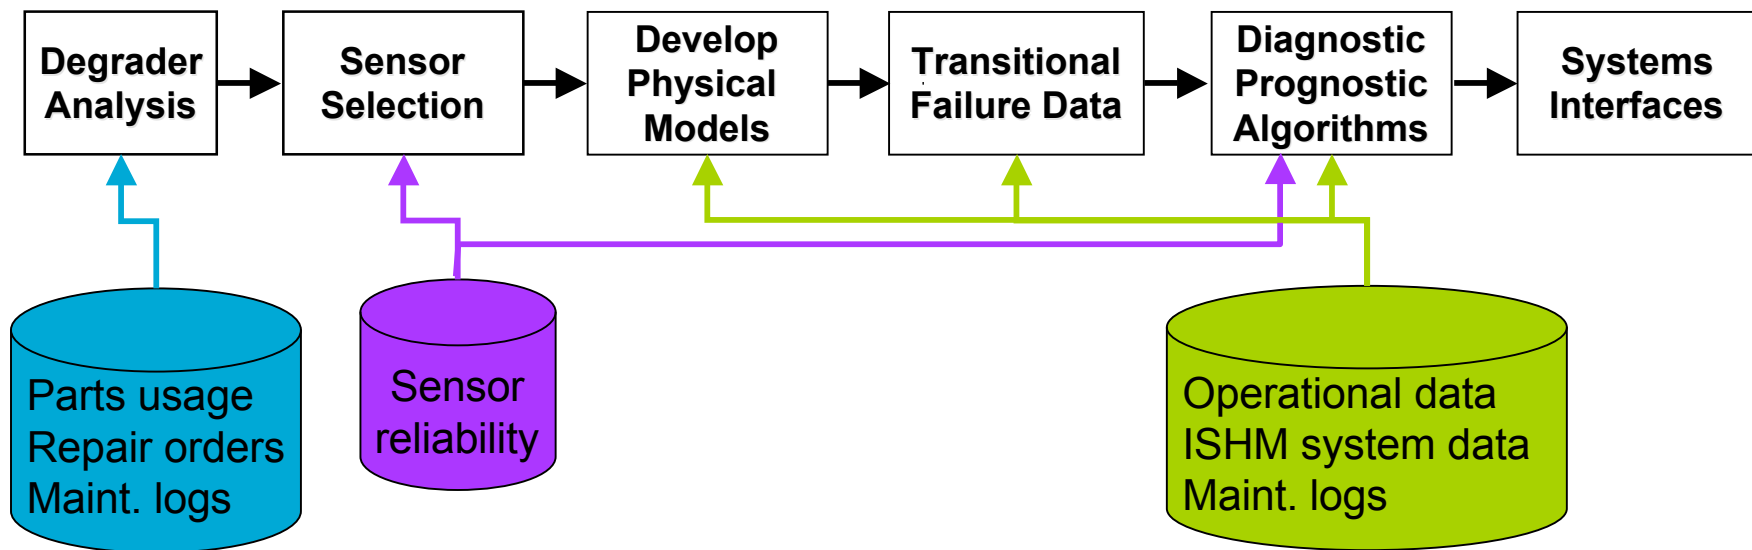 Degrader
Analysis
Sensor
Selection
Develop
Physical
Models
Transitional
Failure Data
Diagnostic
Prognostic
Algorithms
Systems
Interfaces
Parts usage
Repair orders
Maint. logs
Sensor
reliability
Operational data
ISHM system data
Maint. logs